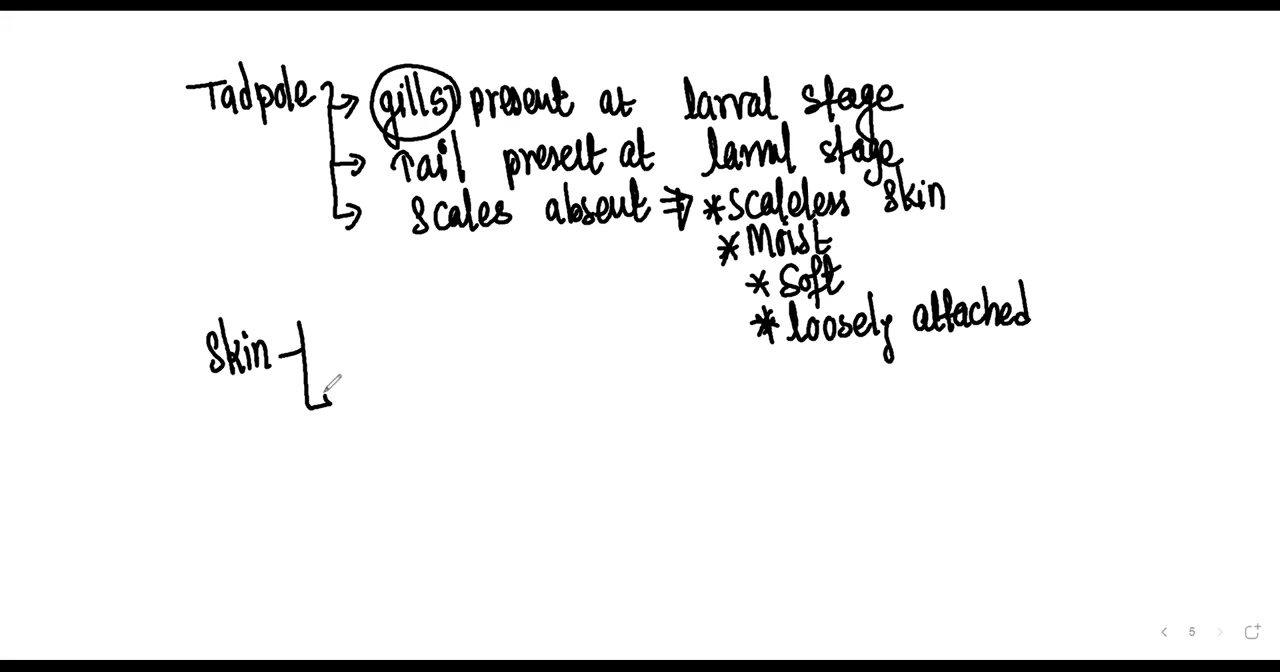 Tadpole → gills present at larval stage
→ Tail present at larval stage
→ Scales absent ⇒ * Scaleless skin
* Moist
* Soft
* loosely attached
Skin
< 5 >